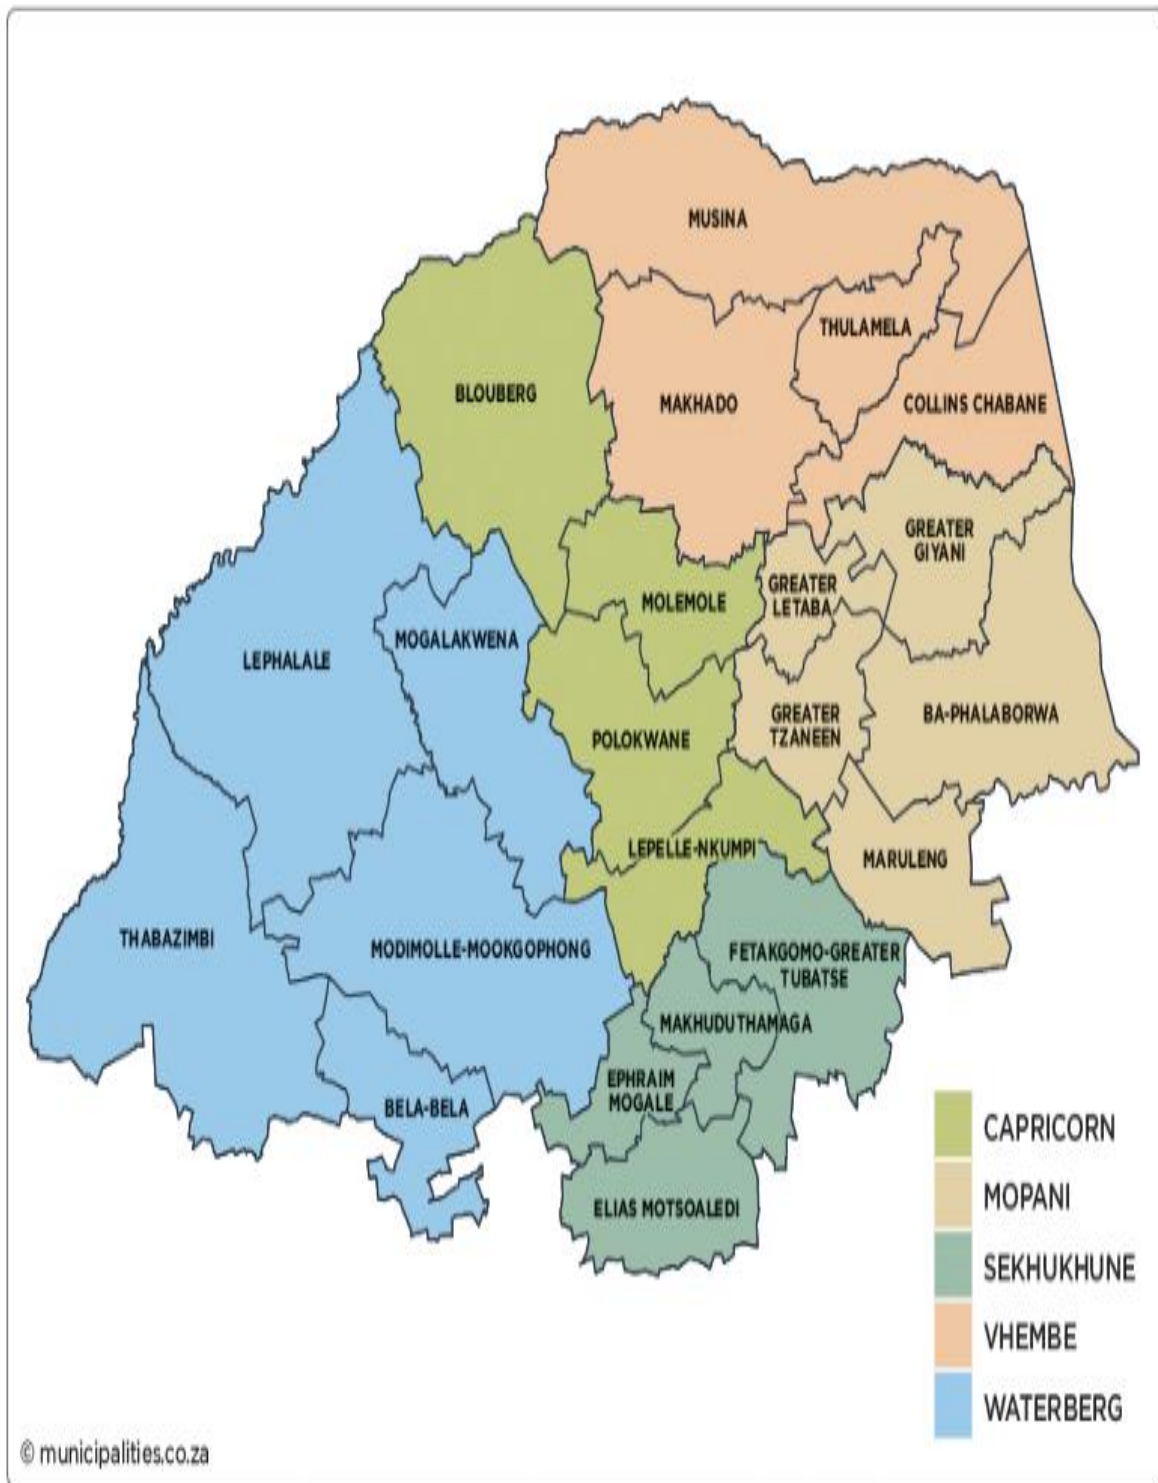 MUSINA
THULAMELA
BLOUBERG
MAKHADO
COLLINS CHABANE
GREATER
GIYANI
GREATER
LETABA
MOLEMOLE
MOGALAKWENA
LEPHALALE
GREATER
TZANEEN
BA-PHALABORWA
POLOKWANE
LEPELLE-NKUMPI
MARULENG
THABAZIMBI
MODIMOLLE-MOOKGOPHONG
FETAKGOMO-GREATER
TUBATSE
MAKHUDUTHAMAGA
EPHRAIM
MOGALE
BELA-BELA
ELIAS MOTSOALEDI
CAPRICORN
MOPANI
SEKHUKHUNE
VHEMBE
WATERBERG
© municipalities.co.za